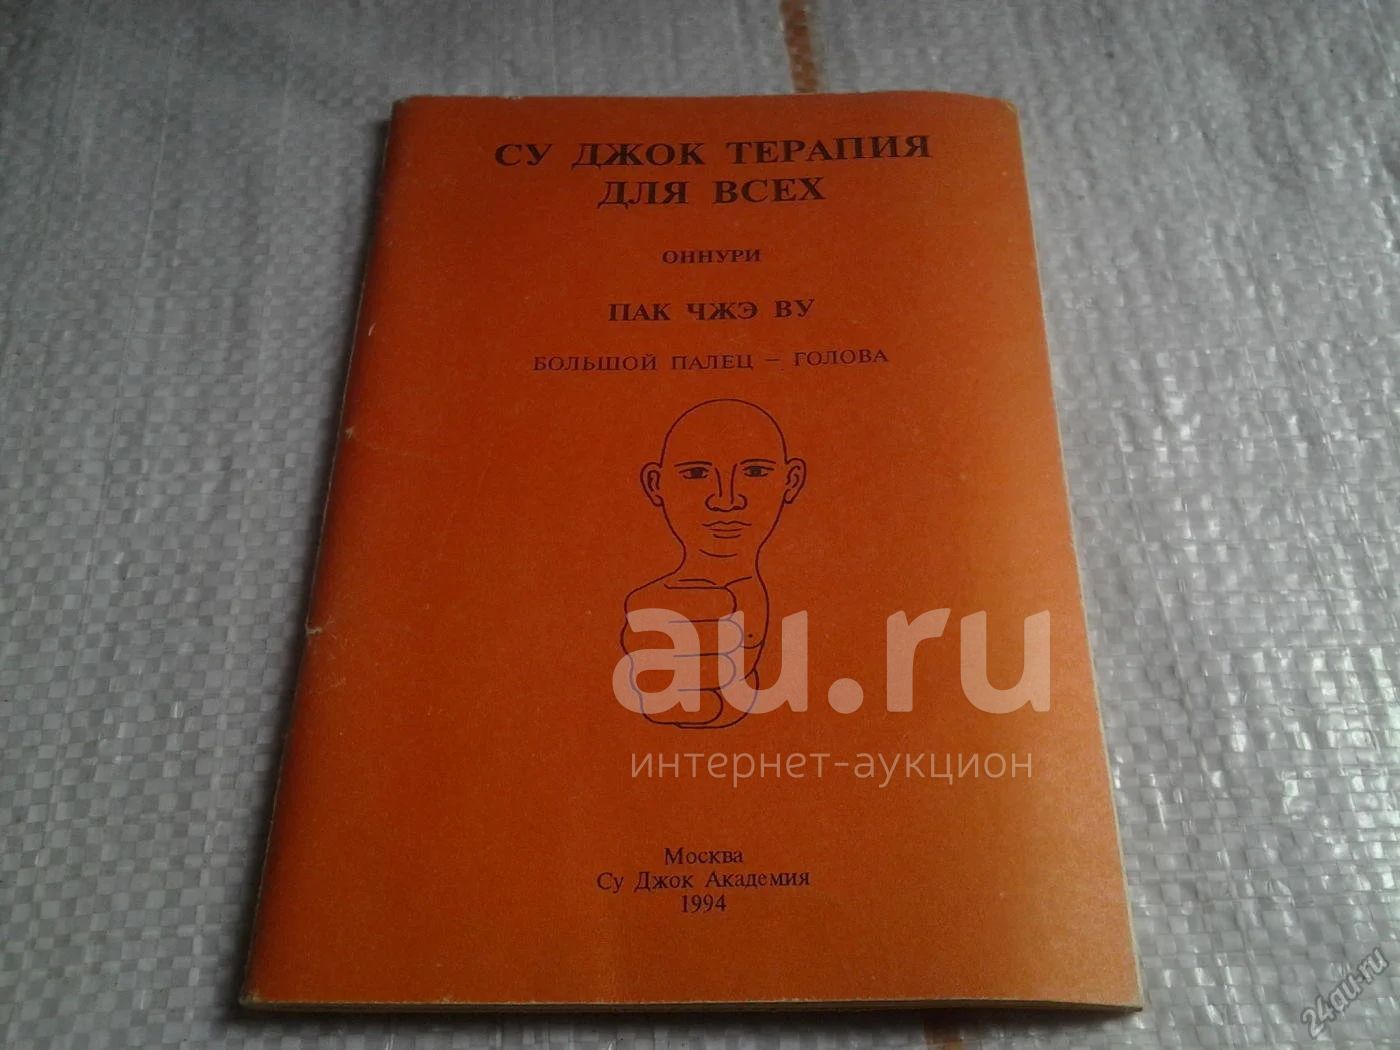 СУ ДЖОК ТЕРАПИЯ
ДЛЯ ВСЕХ
ОННУРИ
ПАК ЧЖЭ ВУ
БОЛЬШОЙ ПАЛЕЦ – ГОЛОВА
au.ru
интернет-аукцион
Москва
Су Джок Академия
1994
24au.ru